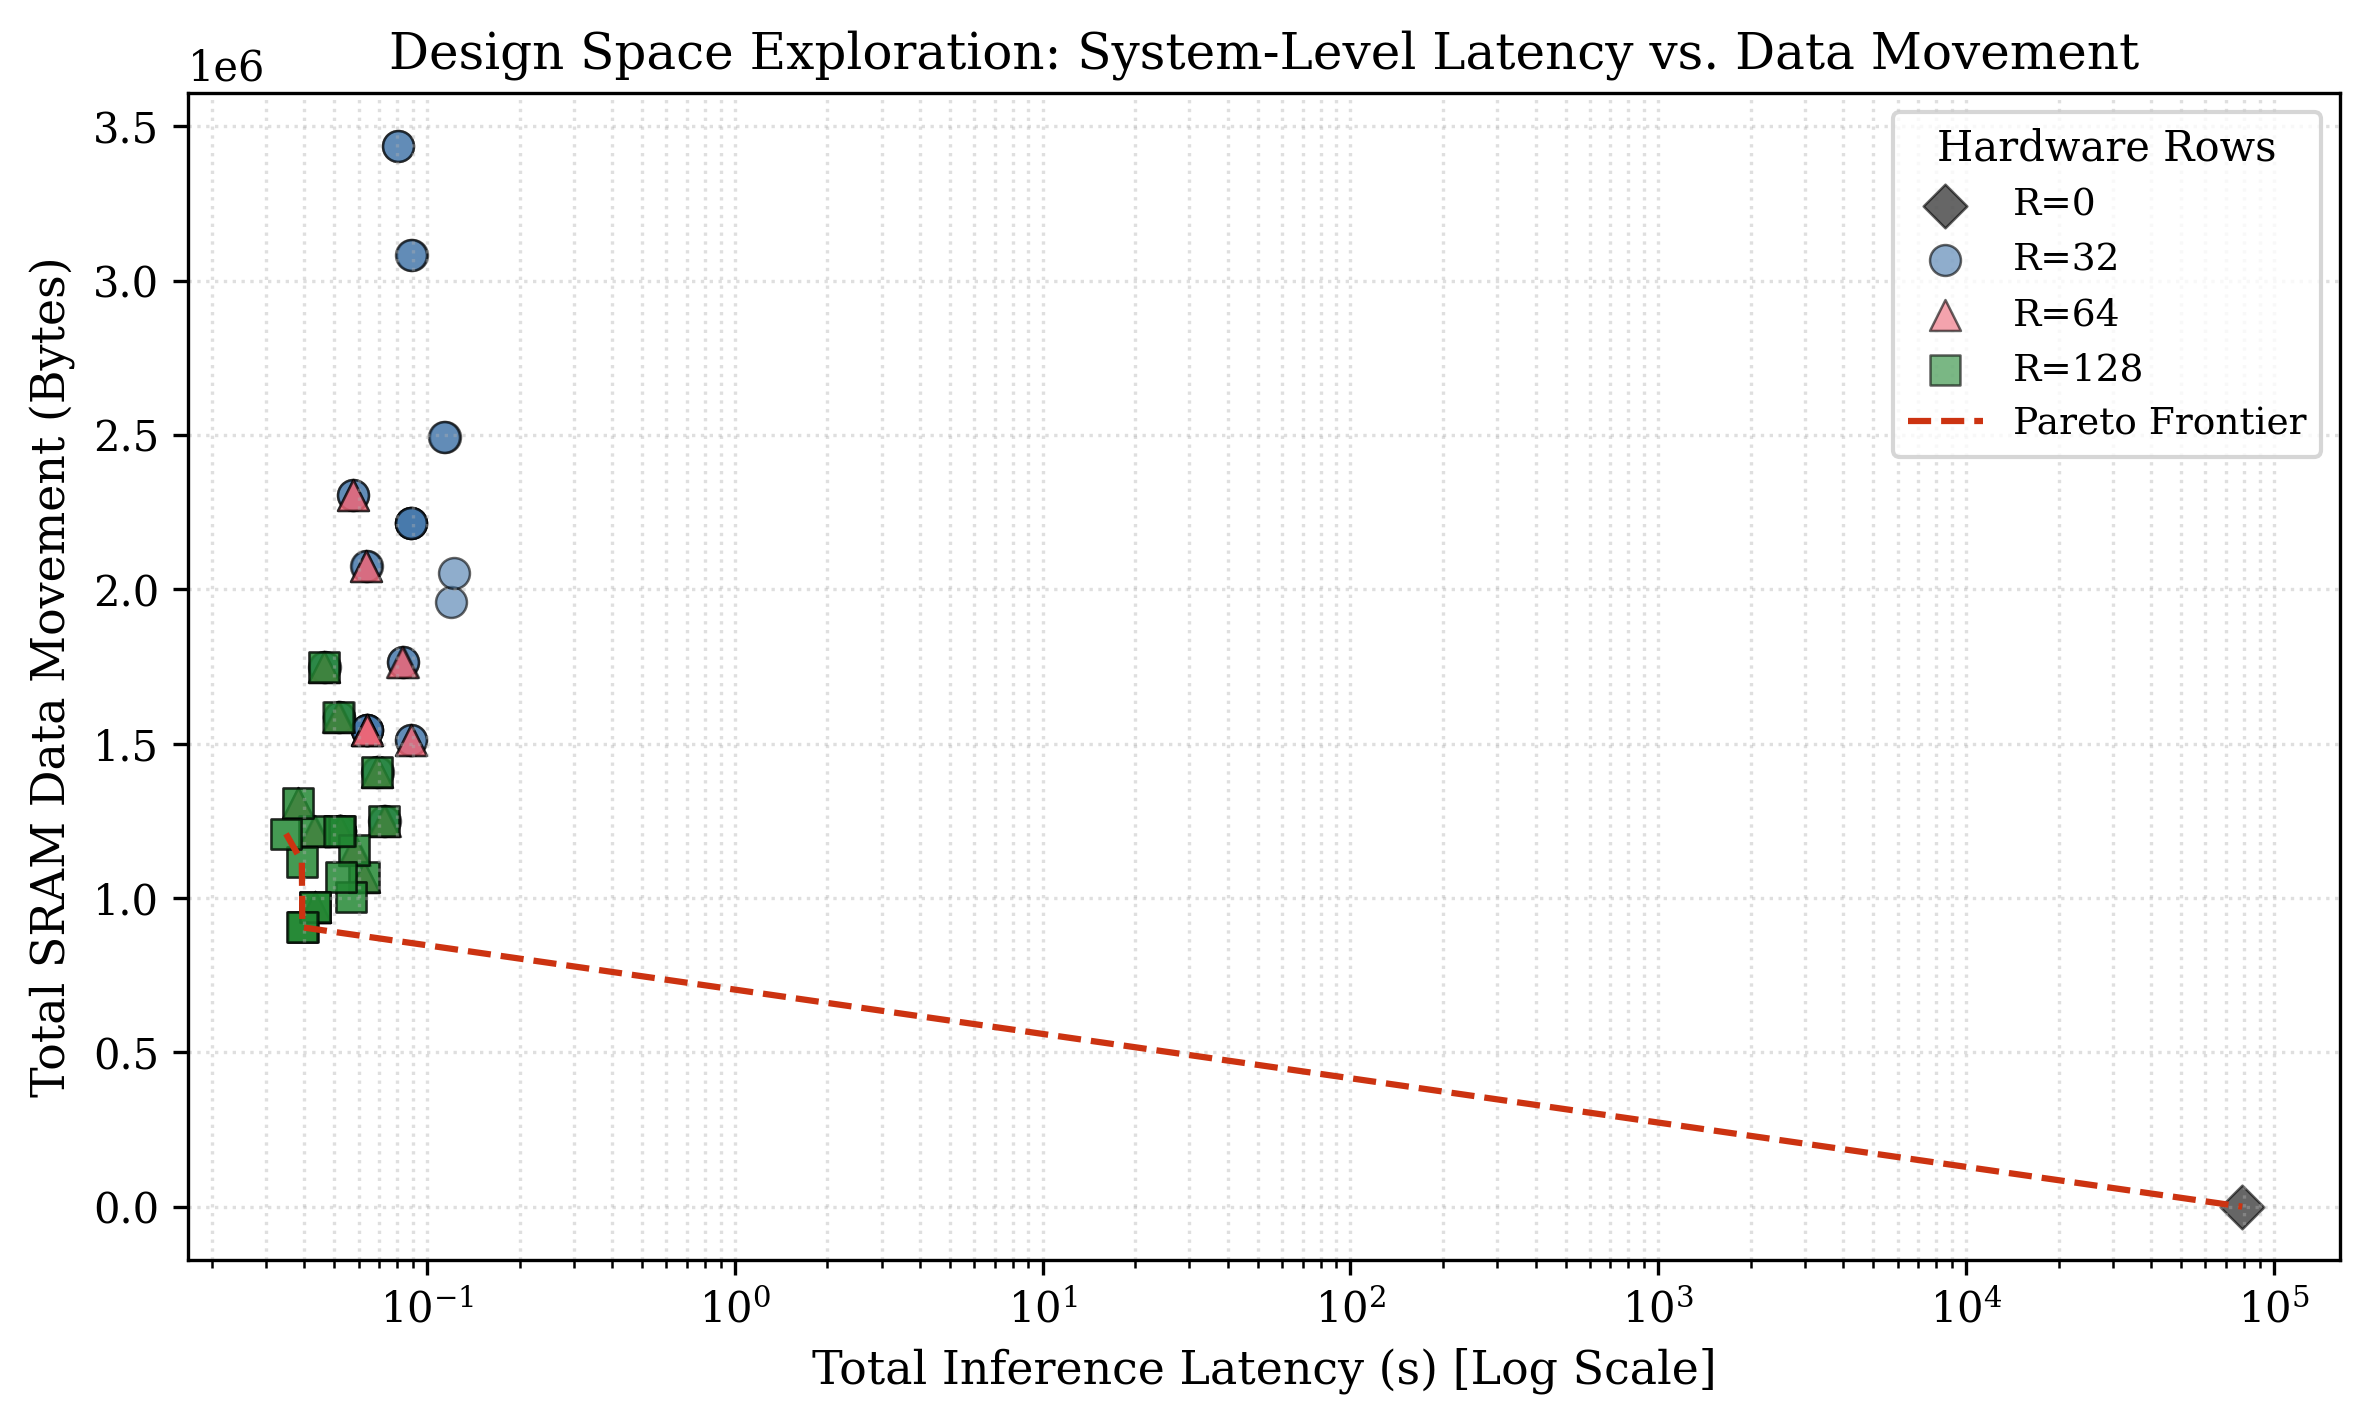 Design Space Exploration: System-Level Latency vs. Data Movement
1e6
3.5
3.0
2.5
2.0
1.5
1.0
0.5
0.0
Total SRAM Data Movement (Bytes)
Hardware Rows
R=0
R=32
R=64
R=128
Pareto Frontier
10⁻¹ 10⁰ 10¹ 10² 10³ 10⁴ 10⁵
Total Inference Latency (s) [Log Scale]